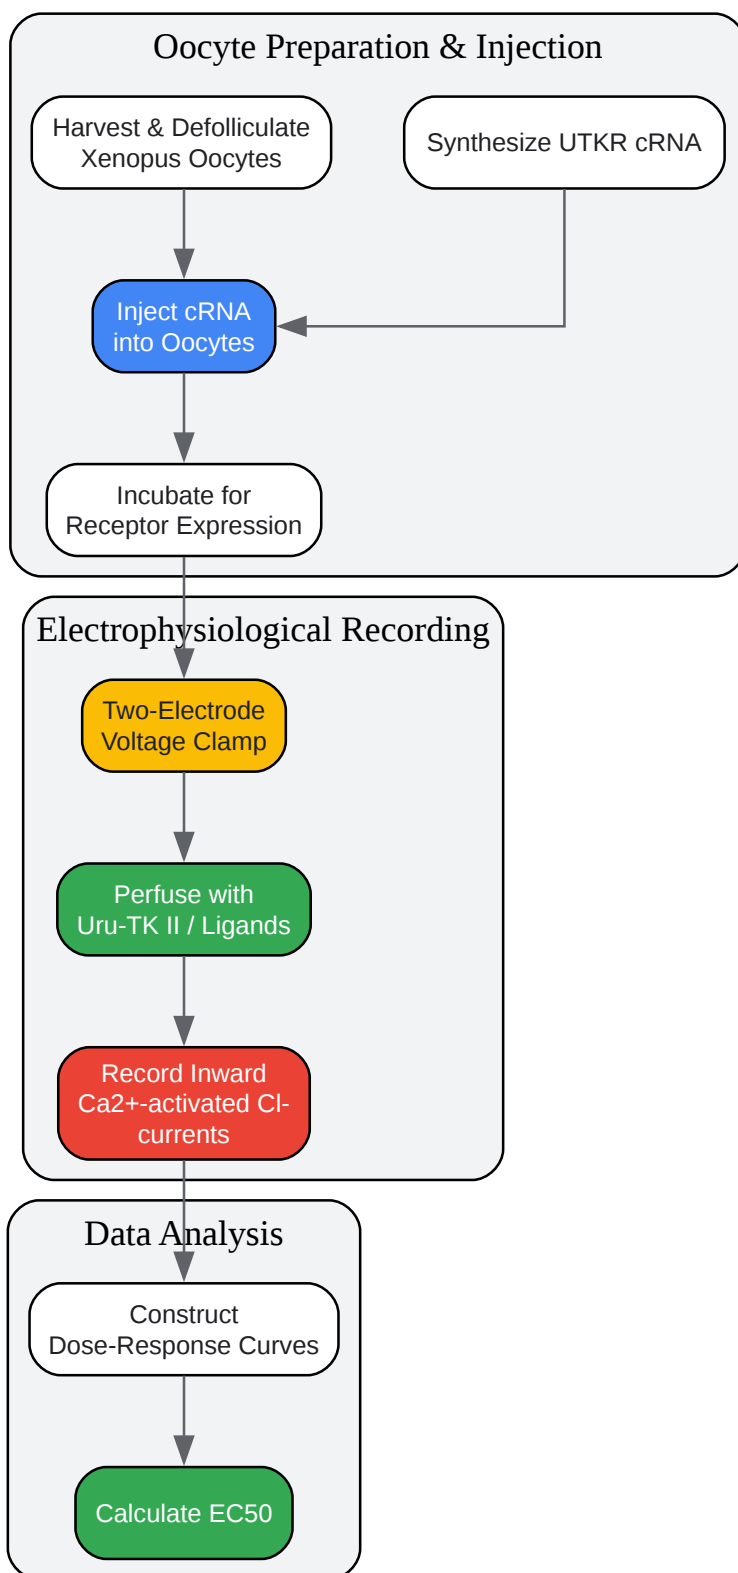 Oocyte Preparation & Injection
Harvest & Defolliculate
Xenopus Oocytes
Synthesize UTKR cRNA
Inject cRNA
into Oocytes
Incubate for
Receptor Expression
Electrophysiological Recording
Two-Electrode
Voltage Clamp
Perfuse with
Uru-TK II / Ligands
Record Inward
Ca2+-activated Cl-
currents
Data Analysis
Construct
Dose-Response Curves
Calculate EC50